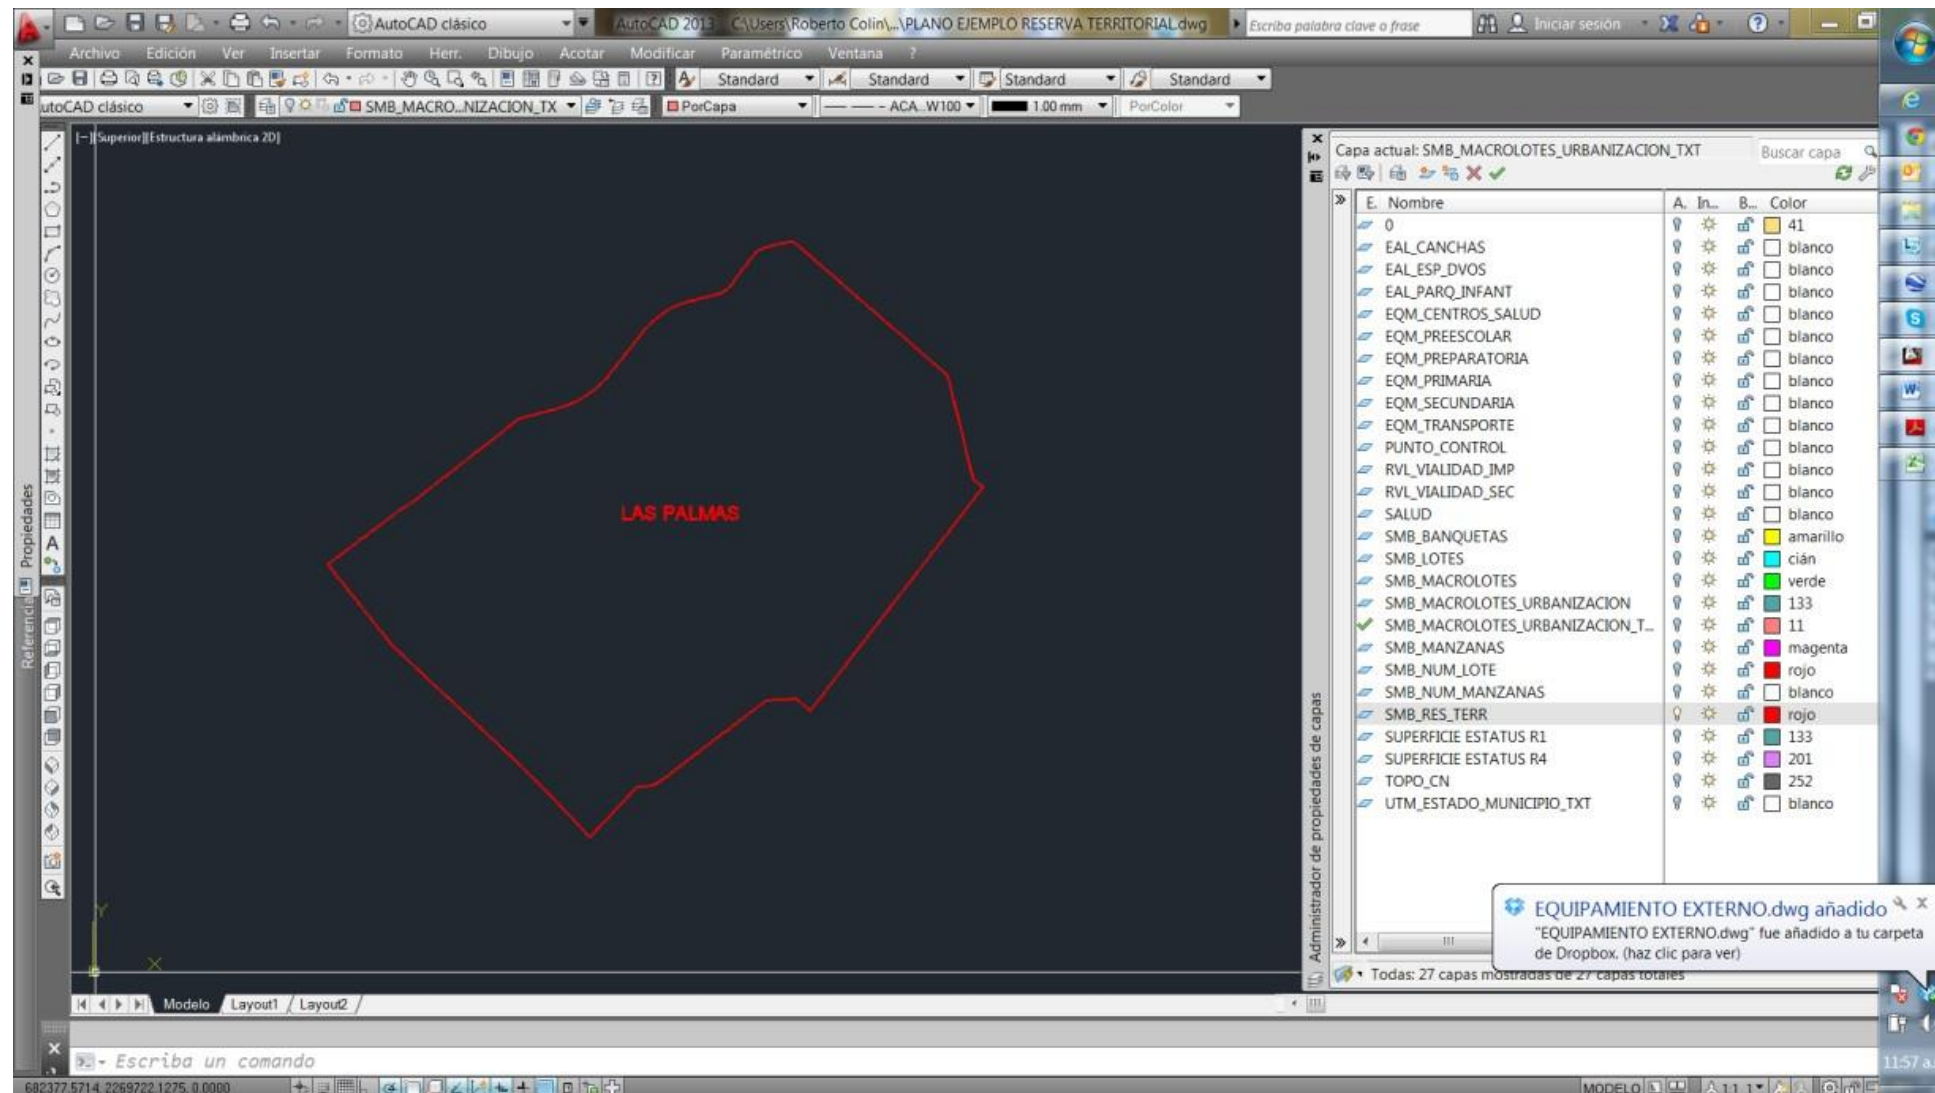 AutoCAD clásico
AutoCAD 2013 C:\Users\Roberto Colin\...\PLANO EJEMPLO RESERVA TERRITORIAL.dwg
Escriba palabra clave o frase
Iniciar sesión
Archivo Edición Ver Insertar Formato Herr. Dibujo Acotar Modificar Paramétrico Ventana ?
Standard Standard Standard Standard
utoCAD clásico
SMB_MACRO...NIZACION_TX
PorCapa
ACA...W100
1.00 mm
PorColor
[−][Superior][Estructura alámbrica 2D]
LAS PALMAS
Propiedades
Referencia
Y
X
Modelo Layout1 Layout2
Escriba un comando
682377.5714, 2269722.1275, 0.0000
MODELO
Administrador de propiedades de capas
Capa actual: SMB_MACROLOTES_URBANIZACION_TXT
Buscar capa
E. Nombre A. In... B... Color
0 41
EAL_CANCHAS blanco
EAL_ESP_DVOS blanco
EAL_PARQ_INFANT blanco
EQM_CENTROS_SALUD blanco
EQM_PREESCOLAR blanco
EQM_PREPARATORIA blanco
EQM_PRIMARIA blanco
EQM_SECUNDARIA blanco
EQM_TRANSPORTE blanco
PUNTO_CONTROL blanco
RVL_VIALIDAD_IMP blanco
RVL_VIALIDAD_SEC blanco
SALUD blanco
SMB_BANQUETAS amarillo
SMB_LOTES cián
SMB_MACROLOTES verde
SMB_MACROLOTES_URBANIZACION 133
SMB_MACROLOTES_URBANIZACION_T... 11
SMB_MANZANAS magenta
SMB_NUM_LOTE rojo
SMB_NUM_MANZANAS blanco
SMB_RES_TERR rojo
SUPERFICIE ESTATUS R1 133
SUPERFICIE ESTATUS R4 201
TOPO_CN 252
UTM_ESTADO_MUNICIPIO_TXT blanco
EQUIPAMIENTO EXTERNO.dwg añadido
"EQUIPAMIENTO EXTERNO.dwg" fue añadido a tu carpeta
de Dropbox. (haz clic para ver)
Todas: 27 capas mostradas de 27 capas totales
11:57 a.